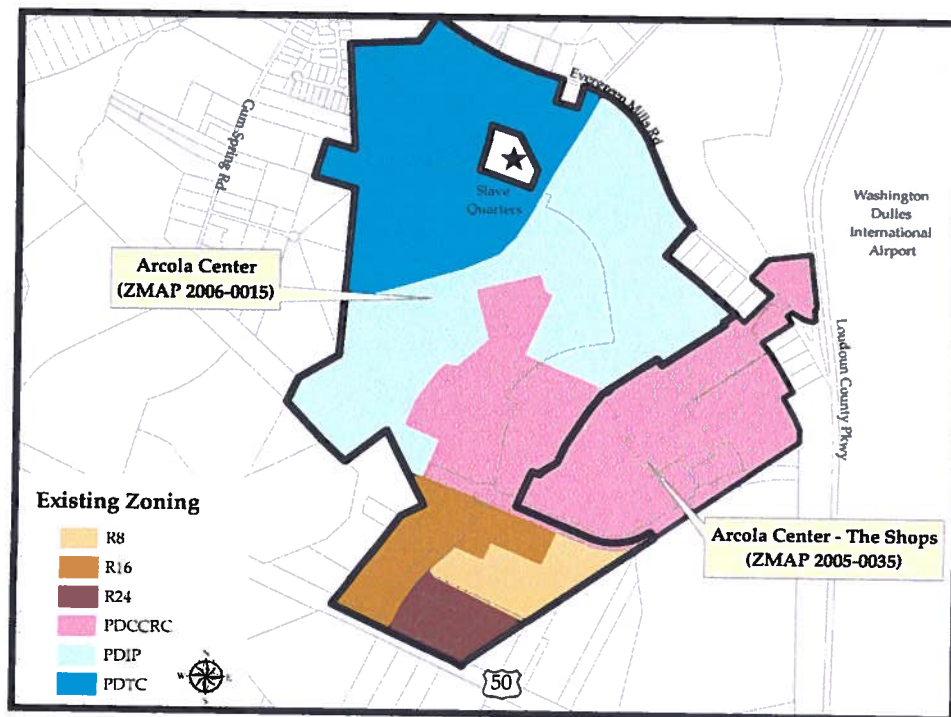 Evergreen Mills Rd
Gum Spring Rd
Slave
Quarters
Washington
Dulles
International
Airport
Arcola Center
(ZMAP 2006-0015)
Loudoun County Pkwy
Existing Zoning
R8
R16
R24
PDCCRC
PDIP
PDTC
Arcola Center - The Shops
(ZMAP 2005-0035)
W
E
50